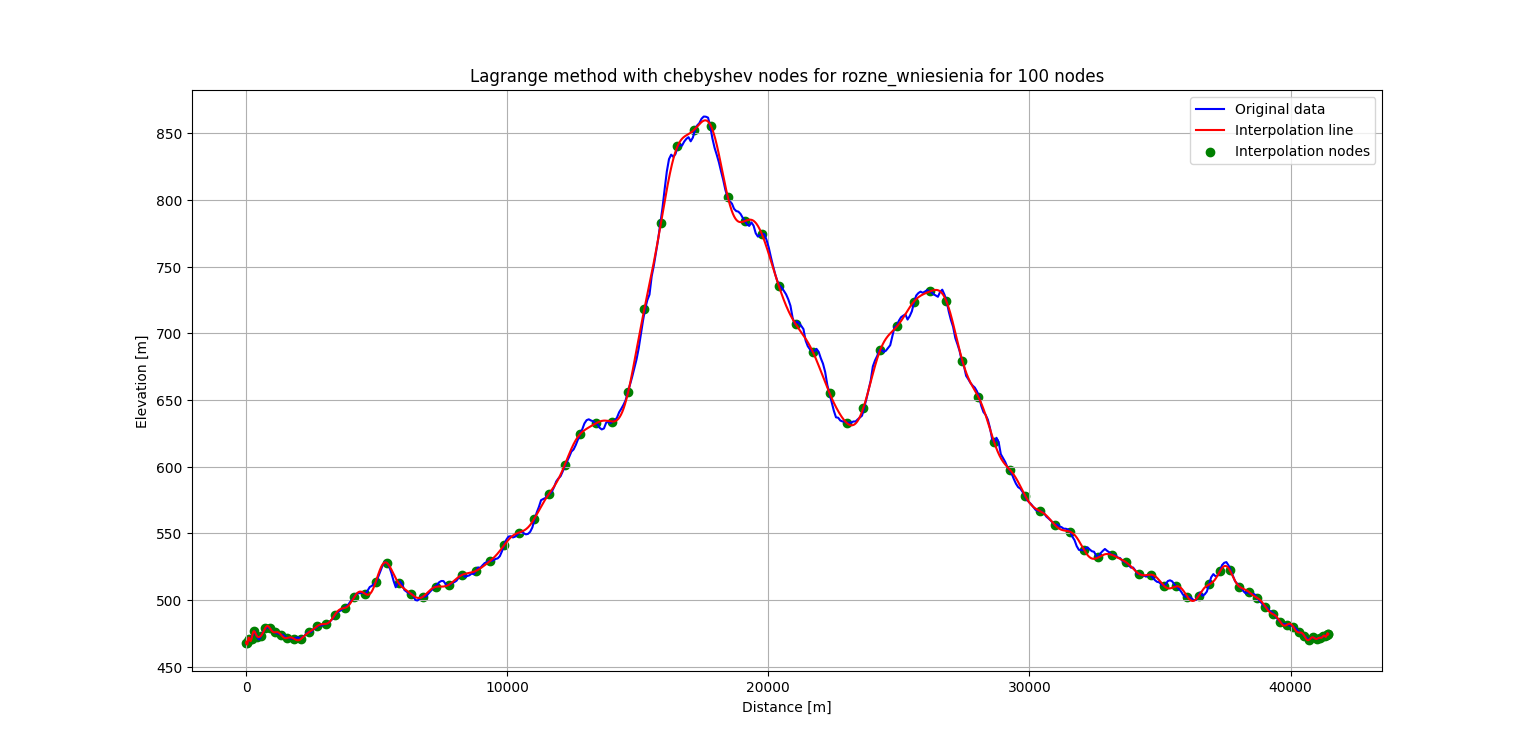 Lagrange method with chebyshev nodes for rozne_wniesienia for 100 nodes
Original data
Interpolation line
Interpolation nodes
Elevation [m]
850
800
750
700
650
600
550
500
450
0 10000 20000 30000 40000
Distance [m]